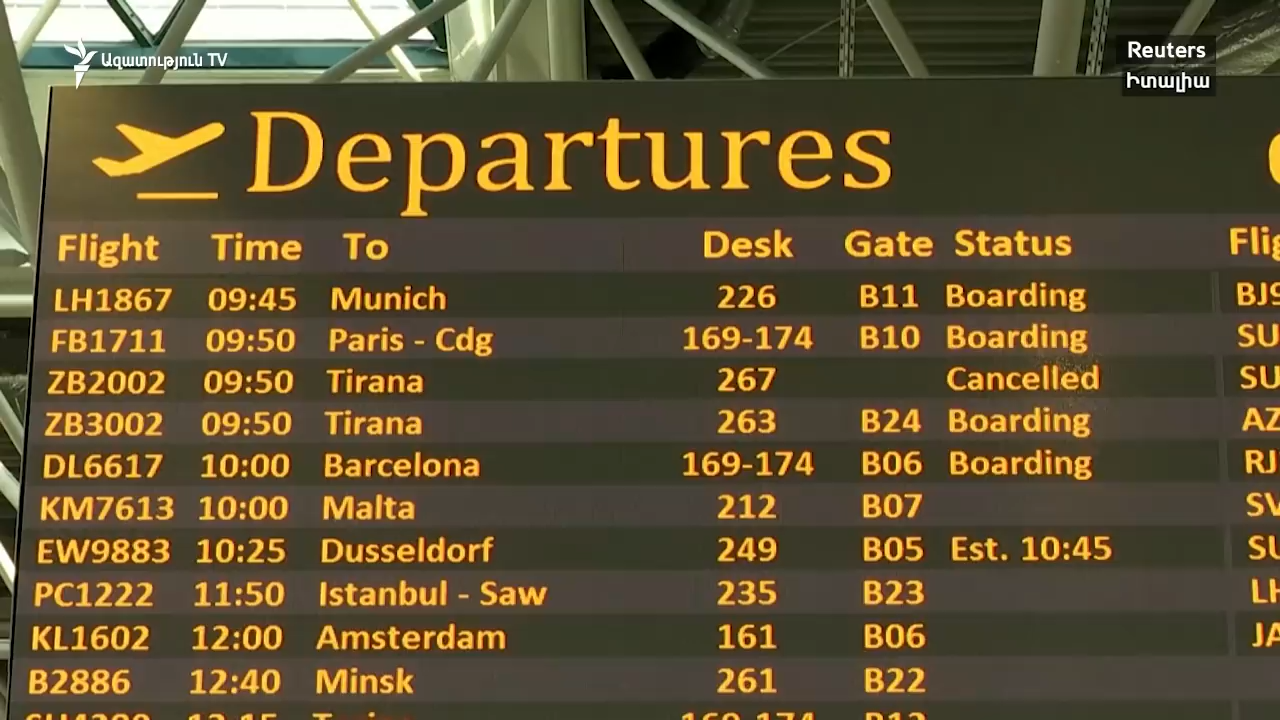 Ազատություն TV
Reuters
Իտալիա
Departures
Flight Time To Desk Gate Status
LH1867 09:45 Munich 226 B11 Boarding
FB1711 09:50 Paris - Cdg 169-174 B10 Boarding SU
ZB2002 09:50 Tirana 267 Cancelled SU
ZB3002 09:50 Tirana 263 B24 Boarding AZ
DL6617 10:00 Barcelona 169-174 B06 Boarding
KM7613 10:00 Malta 212 B07
EW9883 10:25 Dusseldorf 249 B05 Est. 10:45
PC1222 11:50 Istanbul - Saw 235 B23
KL1602 12:00 Amsterdam 161 B06
B2886 12:40 Minsk 261 B22